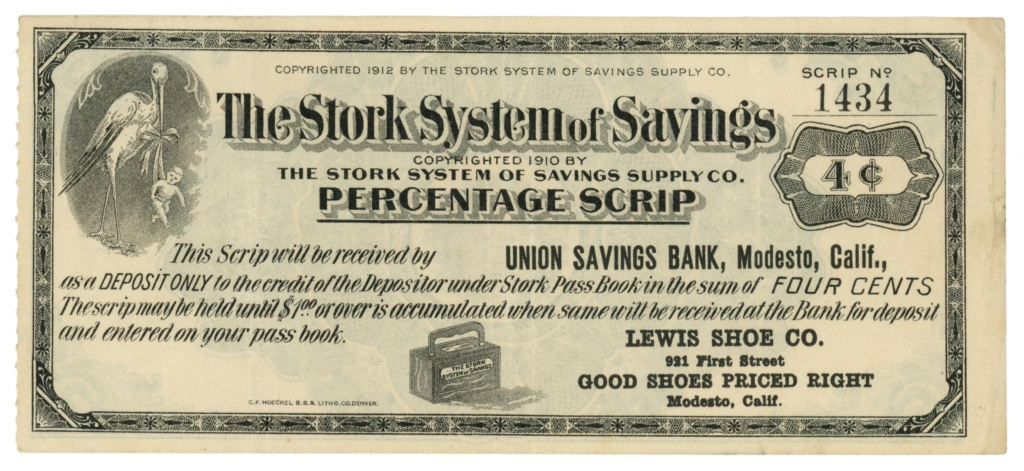 COPYRIGHTED 1912 BY THE STORK SYSTEM OF SAVINGS SUPPLY CO.
SCRIP Nº
1434
The Stork System of Savings
COPYRIGHTED 1910 BY
THE STORK SYSTEM OF SAVINGS SUPPLY CO.
PERCENTAGE SCRIP
4¢
This Scrip will be received by UNION SAVINGS BANK, Modesto, Calif.,
as a DEPOSIT ONLY to the credit of the Depositor under Stork Pass Book in the sum of FOUR CENTS
The scrip may be held until $1.00 or over is accumulated when same will be received at the Bank for deposit
and entered on your pass book.
THE STORK
SYSTEM OF SAVINGS
LEWIS SHOE CO.
921 First Street
GOOD SHOES PRICED RIGHT
Modesto, Calif.
C.F. HOECKEL B.B.& LITHO. CO. DENVER.